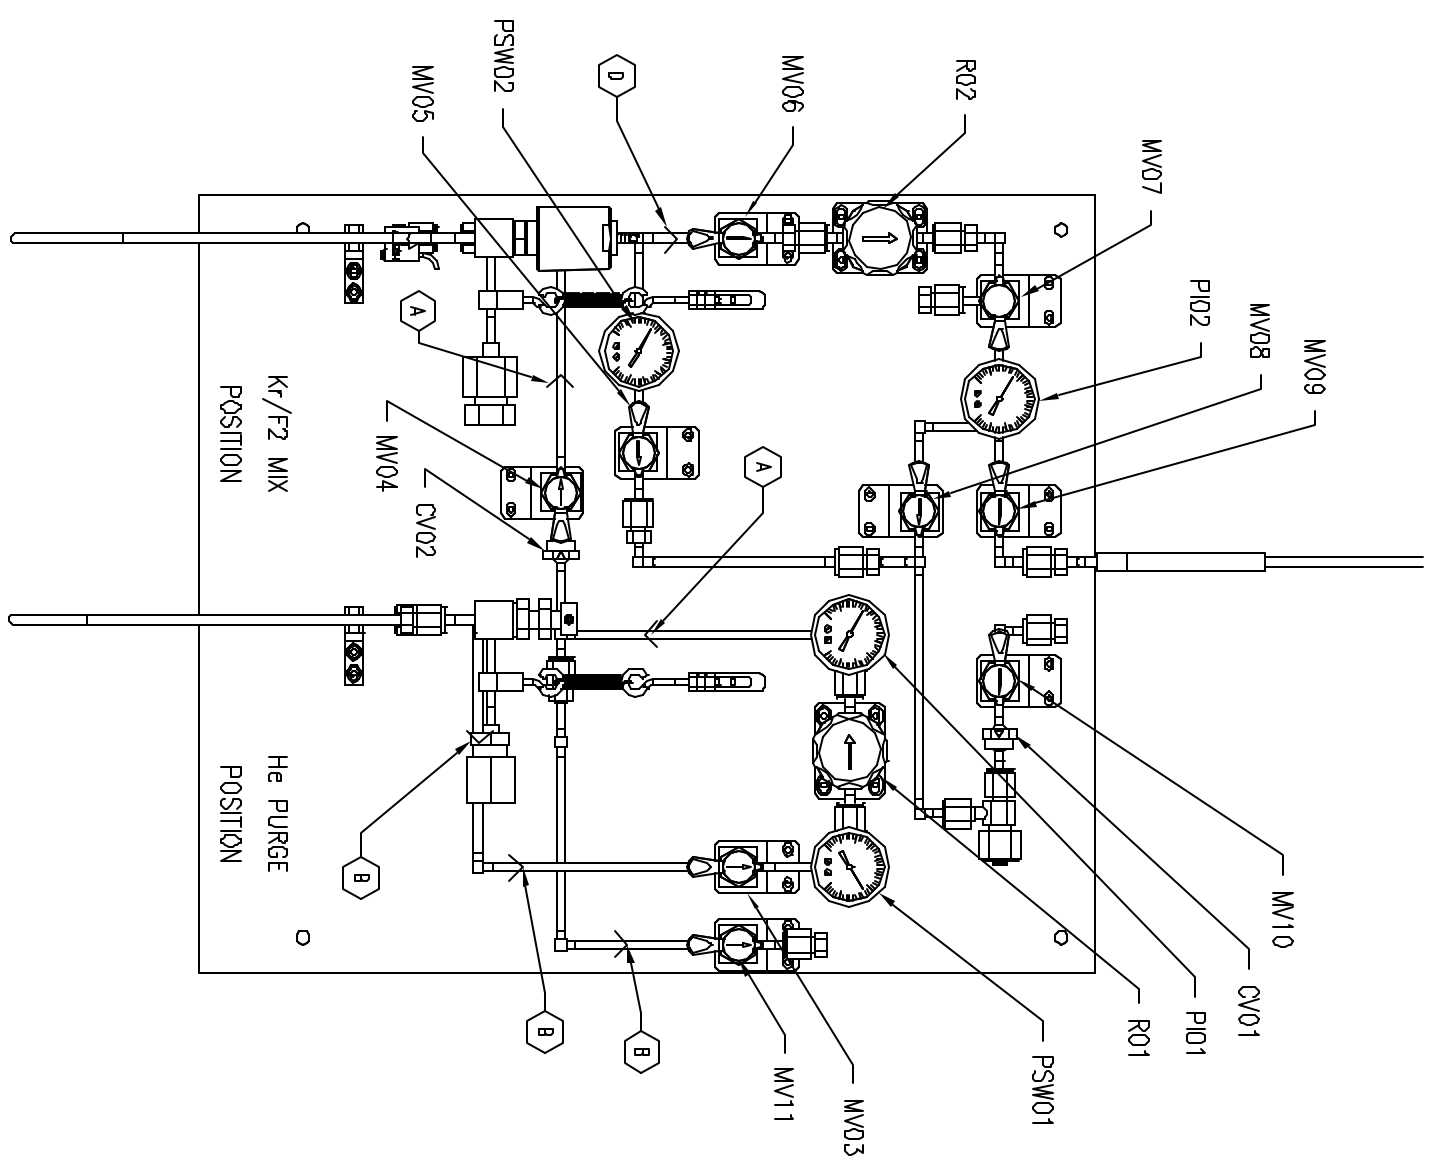 PSW02
MV05
D
MV06
R02
MV07
PI02
MV08
MV09
A
Kr/F2 MIX
POSITION
MV04
CV02
A
He PURGE
POSITION
B
B
B
MV10
CV01
PI01
R01
PSW01
MV03
MV11